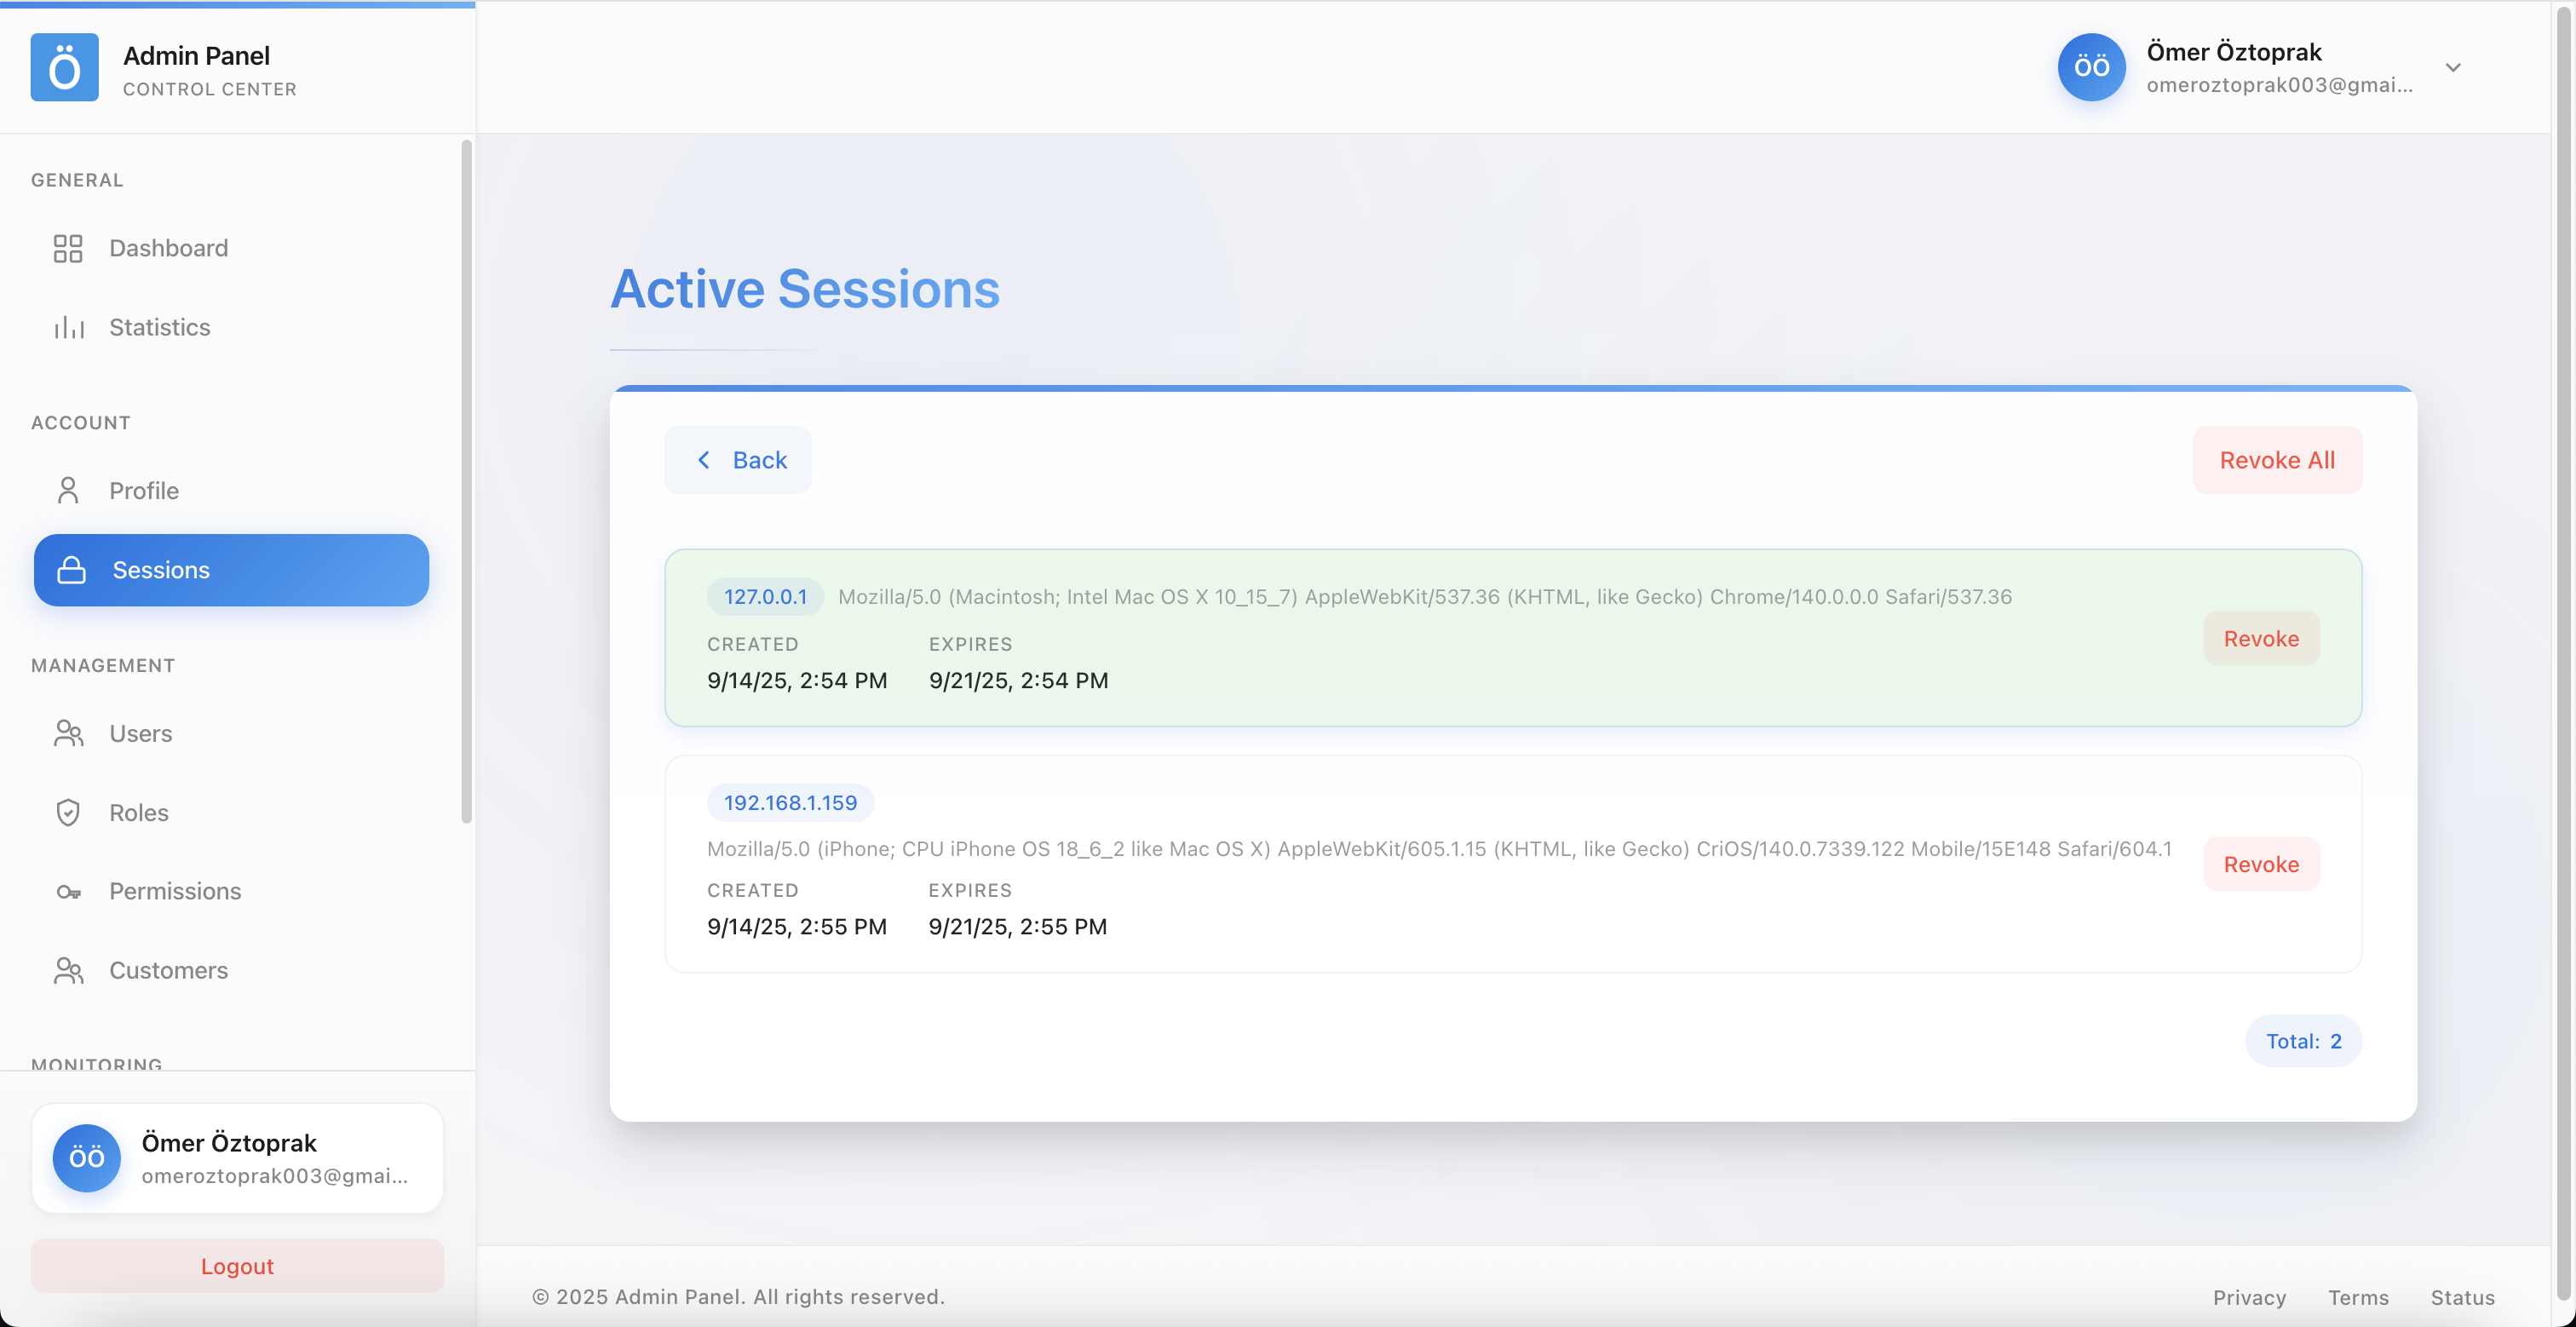 Ö
Admin Panel
CONTROL CENTER
GENERAL
Dashboard
Statistics
ACCOUNT
Profile
Sessions
MANAGEMENT
Users
Roles
Permissions
Customers
MONITORING
ÖÖ
Ömer Öztoprak
omeroztoprak003@gmai...
Logout
ÖÖ
Ömer Öztoprak
omeroztoprak003@gmai...
Active Sessions
Back
Revoke All
127.0.0.1 Mozilla/5.0 (Macintosh; Intel Mac OS X 10_15_7) AppleWebKit/537.36 (KHTML, like Gecko) Chrome/140.0.0.0 Safari/537.36
CREATED EXPIRES
9/14/25, 2:54 PM 9/21/25, 2:54 PM
Revoke
192.168.1.159
Mozilla/5.0 (iPhone; CPU iPhone OS 18_6_2 like Mac OS X) AppleWebKit/605.1.15 (KHTML, like Gecko) CriOS/140.0.7339.122 Mobile/15E148 Safari/604.1
CREATED EXPIRES
9/14/25, 2:55 PM 9/21/25, 2:55 PM
Revoke
Total: 2
© 2025 Admin Panel. All rights reserved.
Privacy Terms Status